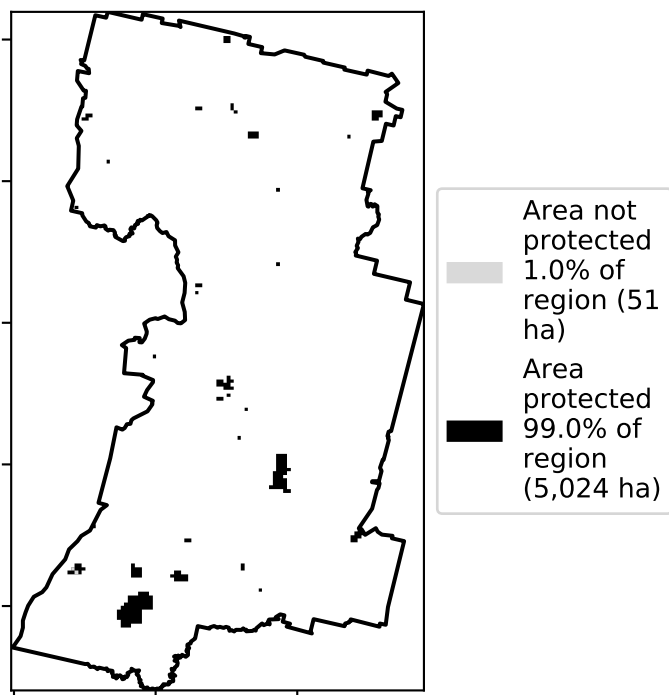 Area not
protected
1.0% of
region (51
ha)
Area
protected
99.0% of
region
(5,024 ha)